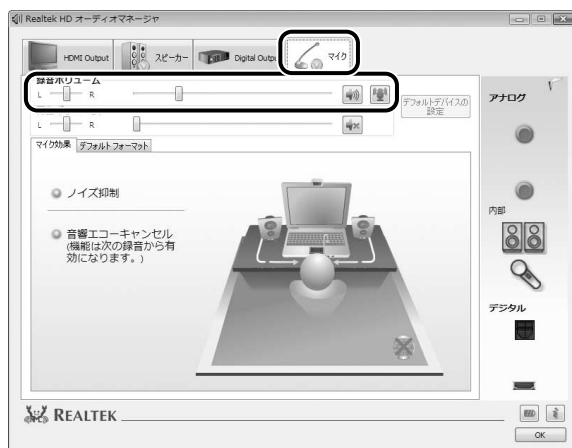 Realtek HD オーディオマネージャ
HDMI Output
スピーカー
Digital Outpu
マイク
録音ボリューム
L
R
デフォルトデバイスの
設定
L
R
マイク効果
デフォルトフォーマット
ノイズ抑制
音響エコーキャンセル
(機能は次の録音から有
効になります。)
アナログ
内部
デジタル
REALTEK
OK